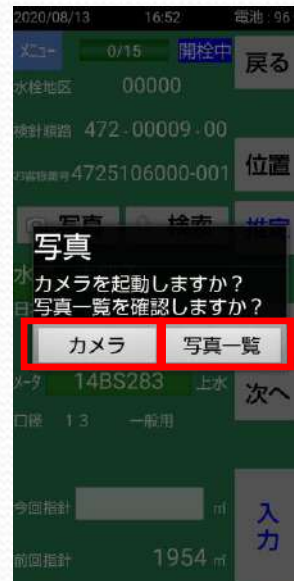 2020/08/13 16:52 電池:96
メニュー 0/15 開栓中 戻る
水栓地区 00000
検針順路 472-00009-00
お客様番号 4725106000-001 位置
写真 検索 推定
写真
カメラを起動しますか?
写真一覧を確認しますか?
カメラ 写真一覧
メータ 14BS283 上水 次へ
口径 13 一般用
今回指針 ㎥ 入力
前回指針 1954 ㎥